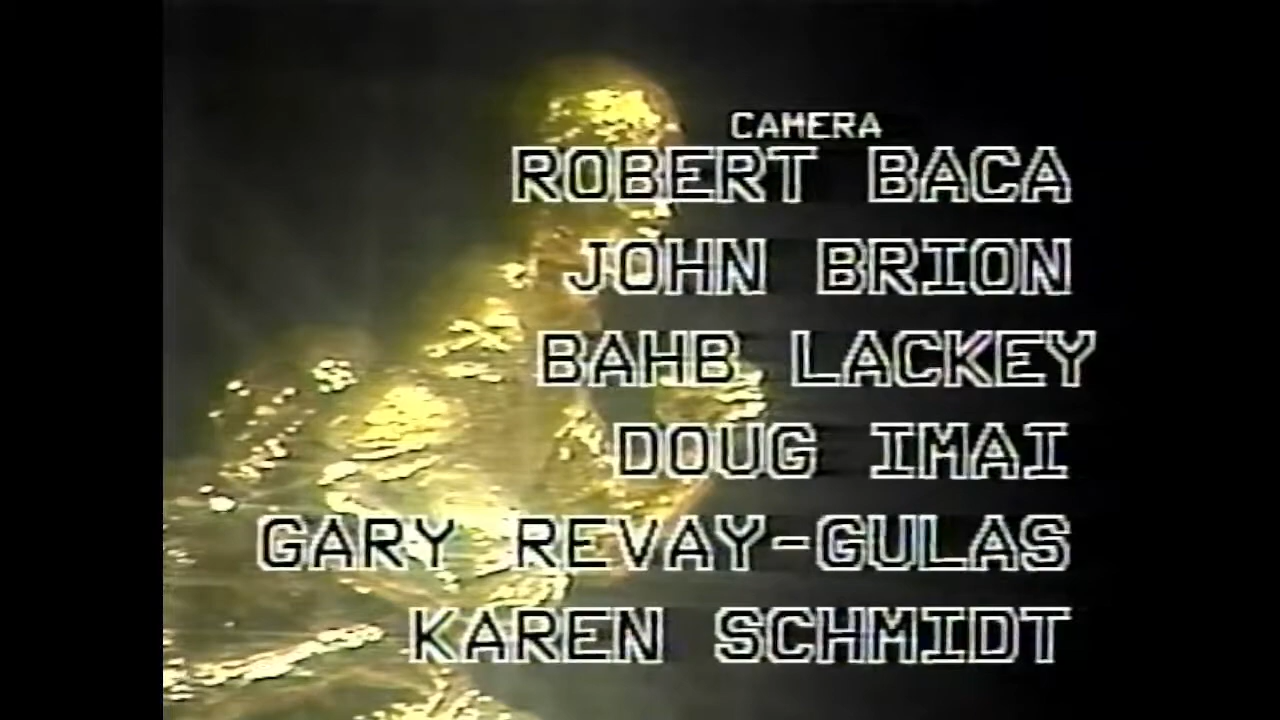 CAMERA
ROBERT BACA
JOHN BRION
BAHB LACKEY
DOUG IMAI
GARY REVAY-GULAS
KAREN SCHMIDT